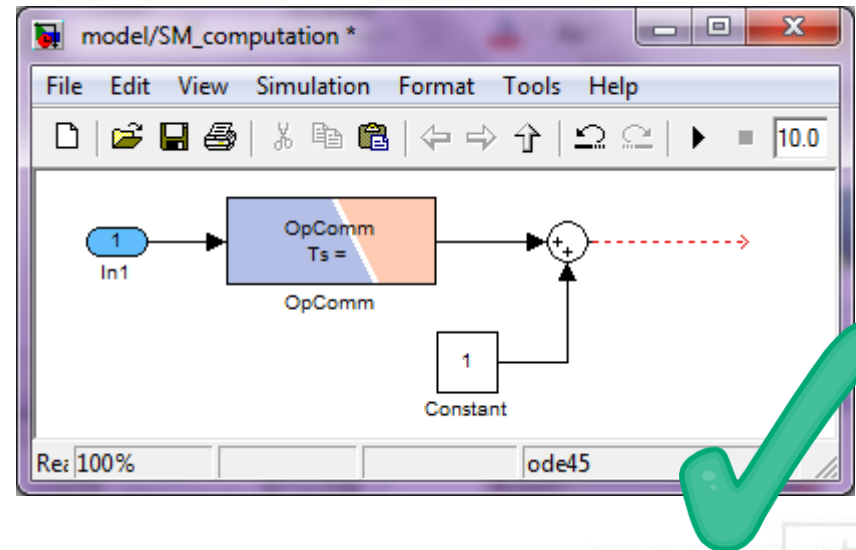 model/SM_computation *
File Edit View Simulation Format Tools Help
10.0
1
In1
OpComm
Ts =
OpComm
+
+
1
Constant
Rea 100% ode45